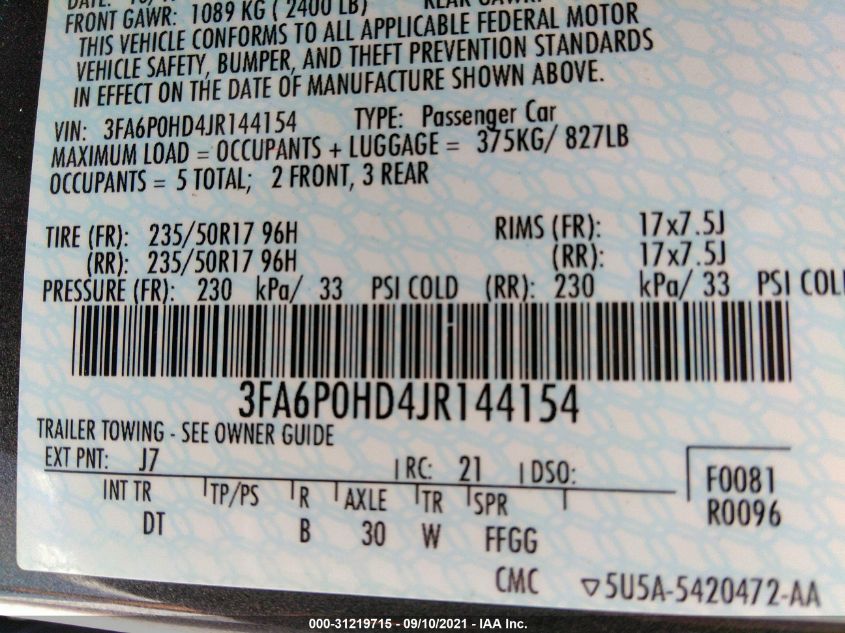 FRONT GAWR: 1089 KG ( 2400 LB)
THIS VEHICLE CONFORMS TO ALL APPLICABLE FEDERAL MOTOR
VEHICLE SAFETY, BUMPER, AND THEFT PREVENTION STANDARDS
IN EFFECT ON THE DATE OF MANUFACTURE SHOWN ABOVE.
VIN: 3FA6P0HD4JR144154 TYPE: Passenger Car
MAXIMUM LOAD = OCCUPANTS + LUGGAGE = 375KG/ 827LB
OCCUPANTS = 5 TOTAL; 2 FRONT, 3 REAR
TIRE (FR): 235/50R17 96H RIMS (FR): 17x7.5J
(RR): 235/50R17 96H (RR): 17x7.5J
PRESSURE (FR): 230 kPa/ 33 PSI COLD (RR): 230 kPa/ 33 PSI COLD
3FA6P0HD4JR144154
TRAILER TOWING - SEE OWNER GUIDE
EXT PNT: J7 RC: 21 DSO:
F0081
INT TR TP/PS R AXLE TR SPR
R0096
DT B 30 W FFGG
CMC 5U5A-5420472-AA
000-31219715 - 09/10/2021 - IAA Inc.